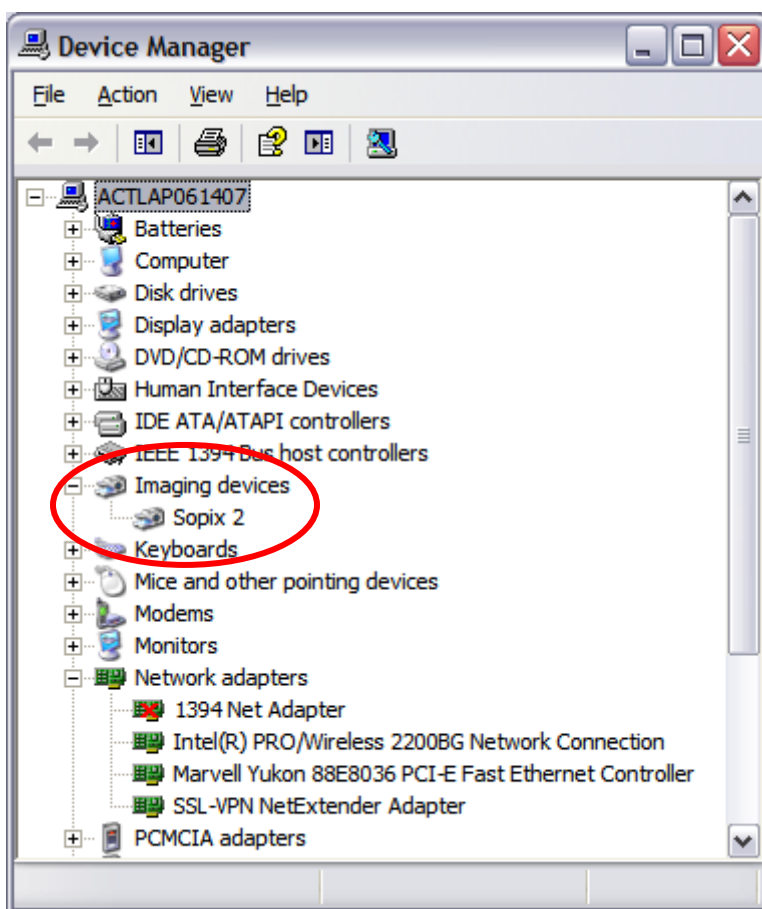 Device Manager
File Action View Help
ACTLAP061407
Batteries
Computer
Disk drives
Display adapters
DVD/CD-ROM drives
Human Interface Devices
IDE ATA/ATAPI controllers
IEEE 1394 Bus host controllers
Imaging devices
Sopix 2
Keyboards
Mice and other pointing devices
Modems
Monitors
Network adapters
1394 Net Adapter
Intel(R) PRO/Wireless 2200BG Network Connection
Marvell Yukon 88E8036 PCI-E Fast Ethernet Controller
SSL-VPN NetExtender Adapter
PCMCIA adapters